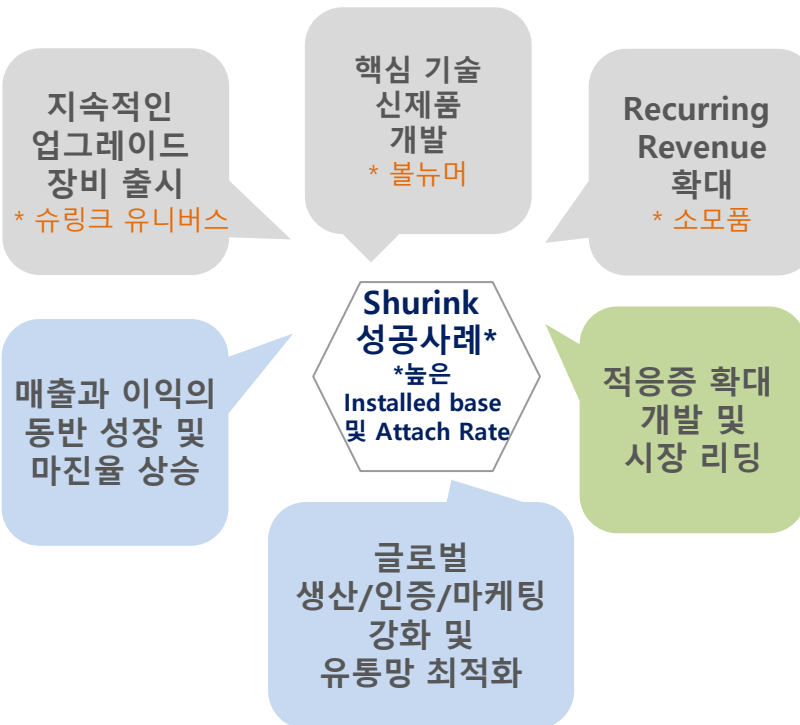 지속적인
업그레이드
장비 출시
* 슈링크 유니버스
핵심 기술
신제품
개발
* 볼뉴머
Recurring
Revenue
확대
* 소모품
Shurink
성공사례*
*높은
Installed base
및 Attach Rate
매출과 이익의
동반 성장 및
마진율 상승
적응증 확대
개발 및
시장 리딩
글로벌
생산/인증/마케팅
강화 및
유통망 최적화